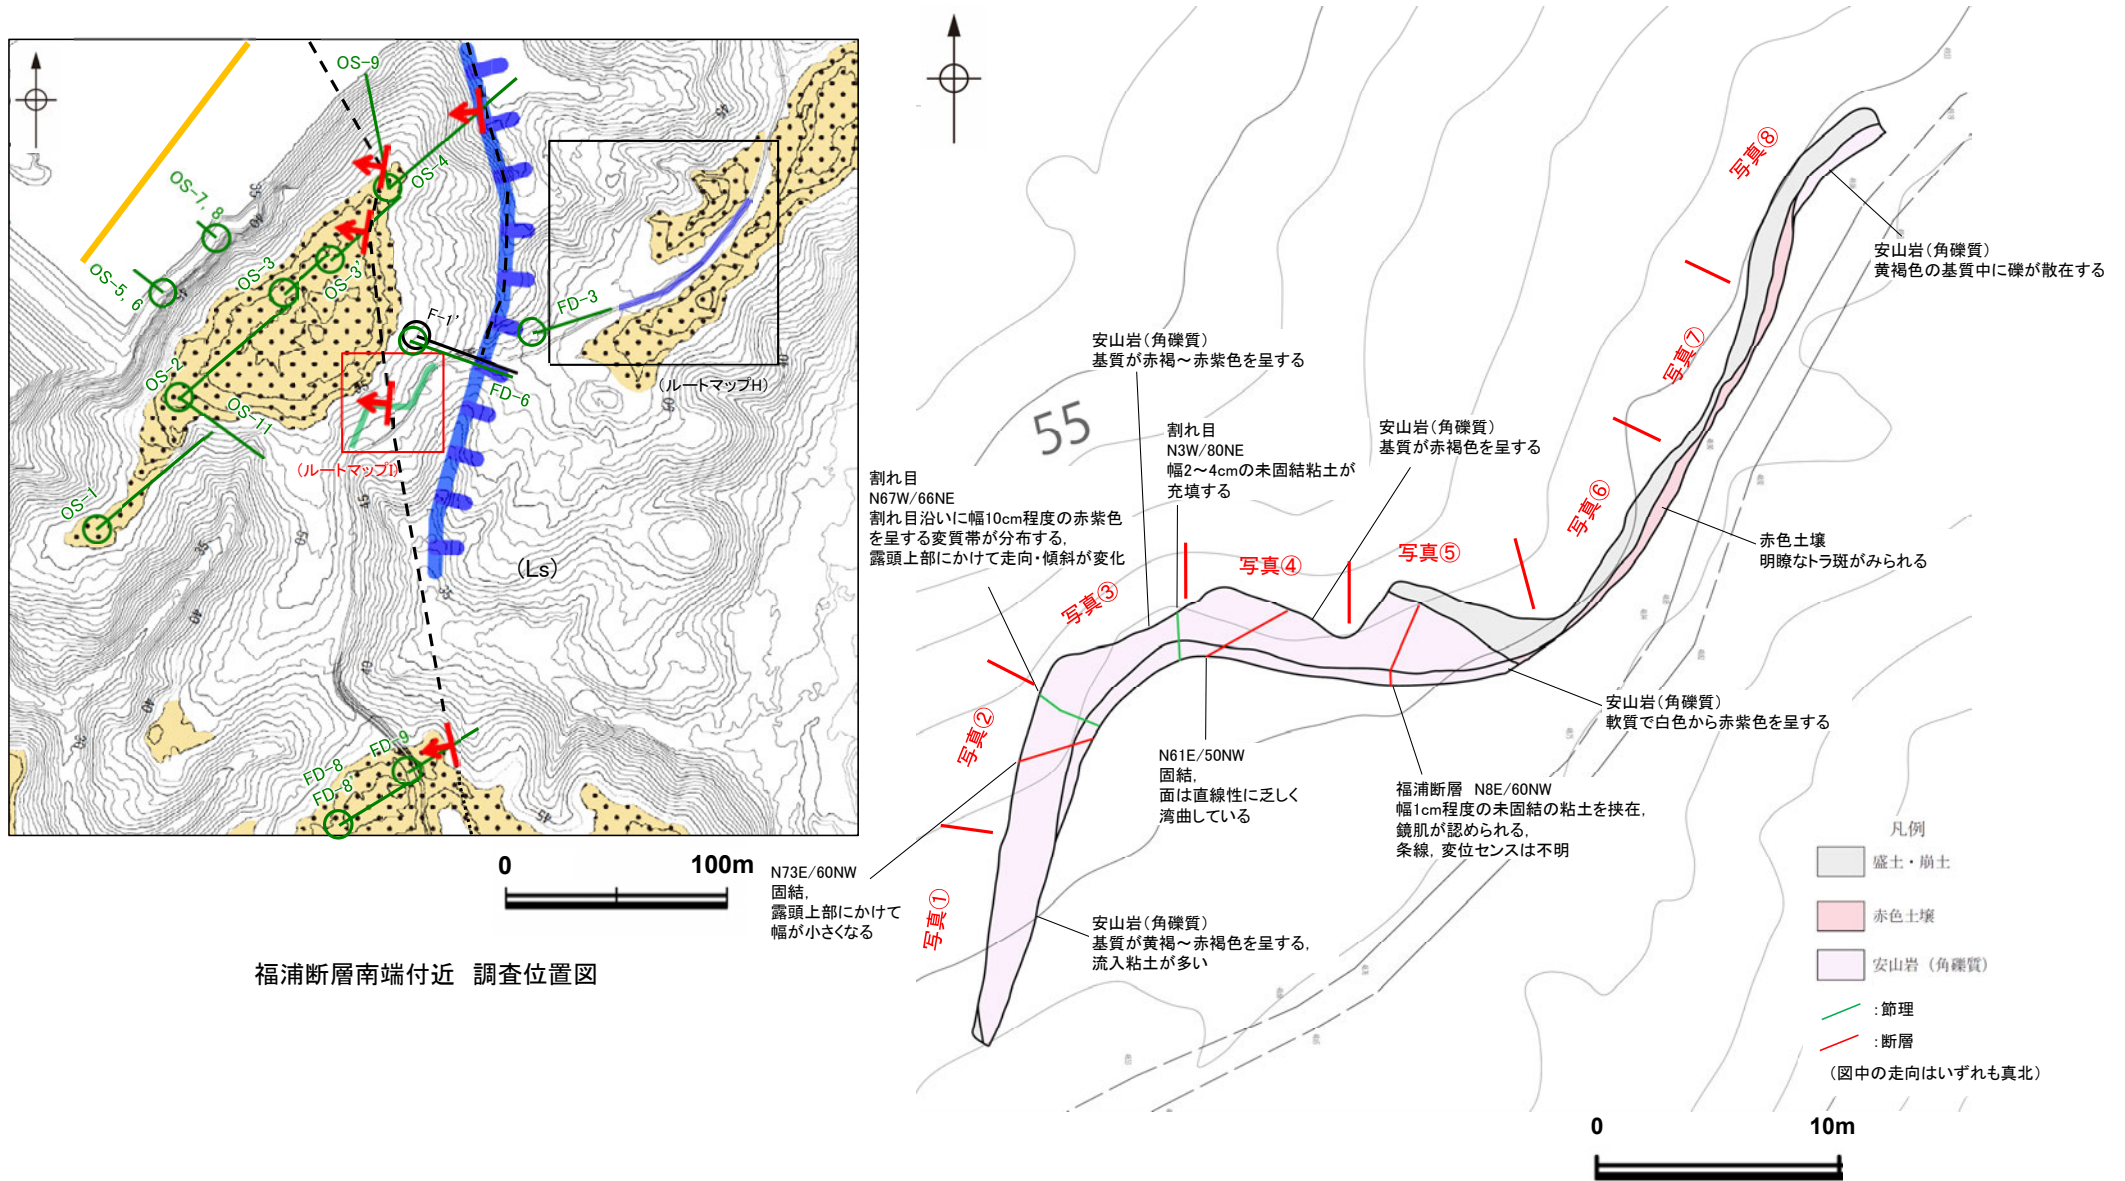 OS-9
OS-4
OS-7, 8
OS-5, 6
OS-3
OS-3'
F-1'
FD-3
FD-6
OS-2
OS-11
OS-1
(ルートマップH)
(ルートマップI)
(Ls)
FD-9
FD-8
FD-8'
35
40
45
45
45
60
60
35
35
40
40
40
30
45
0 100m
福浦断層南端付近 調査位置図
55
写真①
写真②
写真③
写真④
写真⑤
写真⑥
写真⑦
写真⑧
安山岩(角礫質)
黄褐色の基質中に礫が散在する
安山岩(角礫質)
基質が赤褐~赤紫色を呈する
割れ目
N3W/80NE
幅2~4cmの未固結粘土が
充填する
安山岩(角礫質)
基質が赤褐色を呈する
割れ目
N67W/66NE
割れ目沿いに幅10cm程度の赤紫色
を呈する変質帯が分布する,
露頭上部にかけて走向・傾斜が変化
赤色土壌
明瞭なトラ斑がみられる
安山岩(角礫質)
軟質で白色から赤紫色を呈する
N61E/50NW
固結,
面は直線性に乏しく
湾曲している
福浦断層 N8E/60NW
幅1cm程度の未固結の粘土を挟在,
鏡肌が認められる,
条線, 変位センスは不明
N73E/60NW
固結,
露頭上部にかけて
幅が小さくなる
安山岩(角礫質)
基質が黄褐~赤褐色を呈する,
流入粘土が多い
凡例
盛土・崩土
赤色土壌
安山岩(角礫質)
:節理
:断層
(図中の走向はいずれも真北)
0 10m